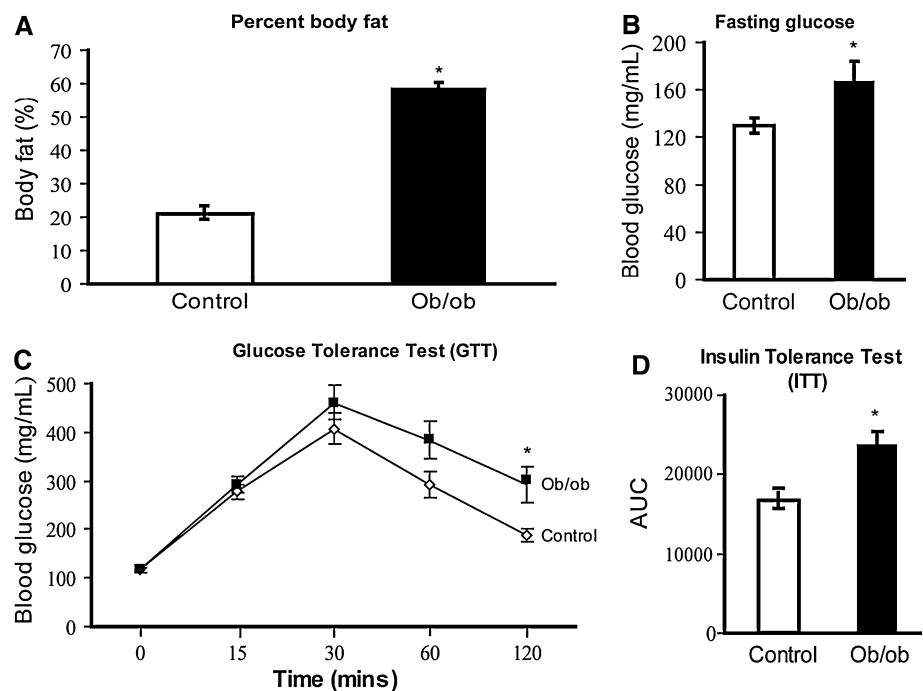 A
Percent body fat
Body fat (%)
70
60
50
40
30
20
10
0
*
Control
Ob/ob
B
Fasting glucose
Blood glucose (mg/mL)
200
160
120
80
40
0
*
Control
Ob/ob
C
Glucose Tolerance Test (GTT)
Blood glucose (mg/mL)
500
400
300
200
100
0
*
Ob/ob
Control
0
15
30
60
120
Time (mins)
D
Insulin Tolerance Test
(ITT)
AUC
30000
20000
10000
0
*
Control
Ob/ob